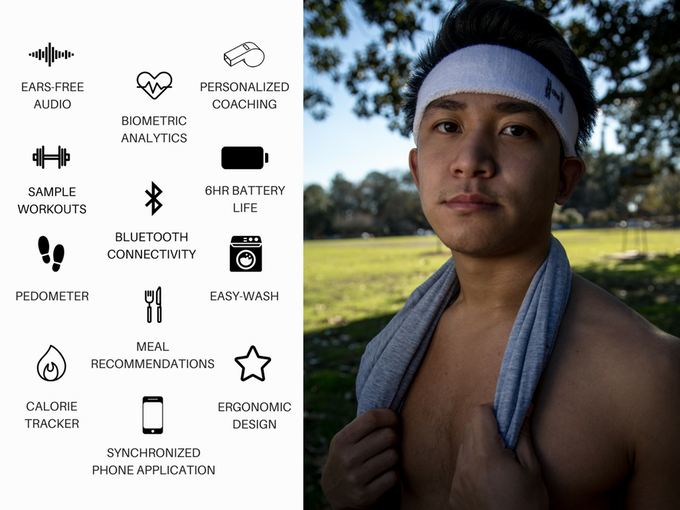 EARS-FREE
AUDIO
PERSONALIZED
COACHING
BIOMETRIC
ANALYTICS
SAMPLE
WORKOUTS
6HR BATTERY
LIFE
BLUETOOTH
CONNECTIVITY
PEDOMETER
EASY-WASH
MEAL
RECOMMENDATIONS
CALORIE
TRACKER
ERGONOMIC
DESIGN
SYNCHRONIZED
PHONE APPLICATION